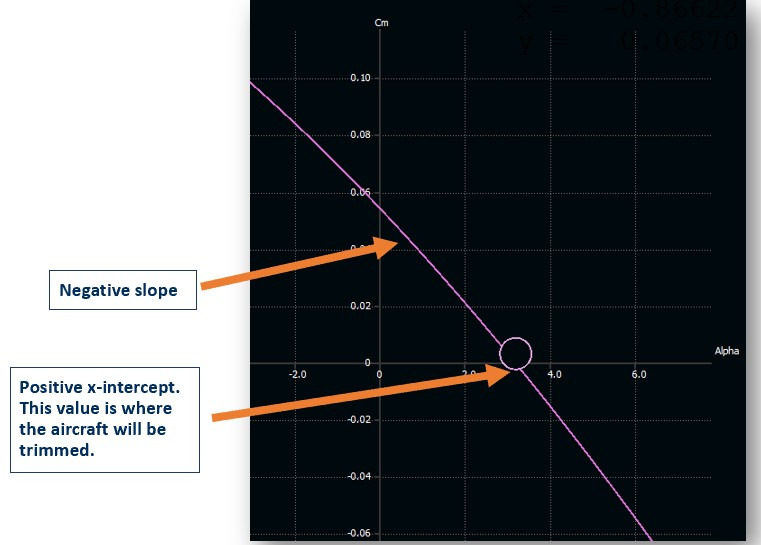 x = -0.86622
y = 0.06570
Cm
0.10
0.08
0.06
0.02
Alpha
0
-2.0
0
2.0
4.0
6.0
-0.02
-0.04
-0.06
Negative slope
Positive x-intercept.
This value is where
the aircraft will be
trimmed.